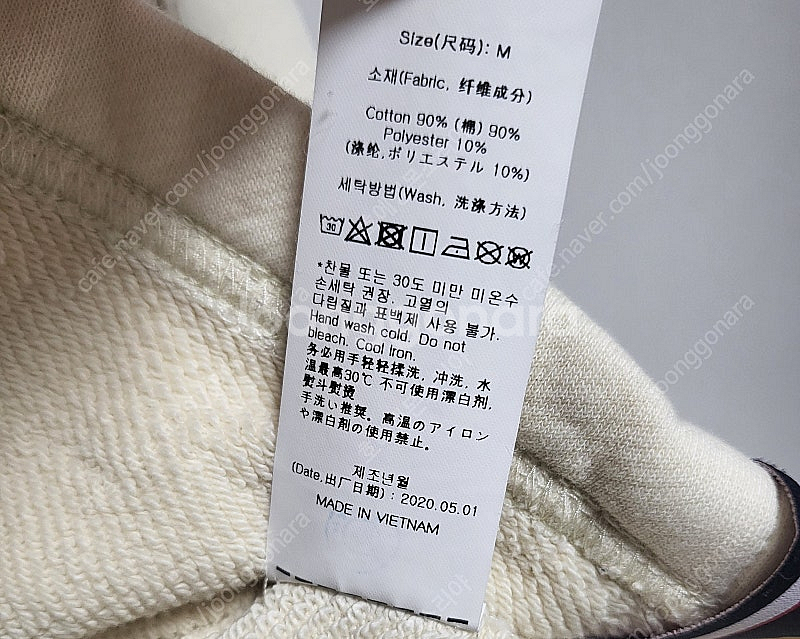 Size(尺码): M
소재(Fabric, 纤维成分)
Cotton 90% (棉) 90%
Polyester 10%
(涤纶,ポリエステル 10%)
세탁방법(Wash, 洗涤方法)
30
*찬물 또는 30도 미만 미온수
손세탁 권장. 고열의
다림질과 표백제 사용 불가.
Hand wash cold. Do not
bleach. Cool iron.
务必用手轻轻揉洗, 冲洗, 水
温最高30℃ 不可使用漂白剂,
熨斗熨烫
手洗い推奨。高温のアイロン
や漂白剤の使用禁止。
제조년월
(Date,出厂日期) : 2020.05.01
MADE IN VIETNAM
cafe.naver.com/joonggonara
Joonggonara